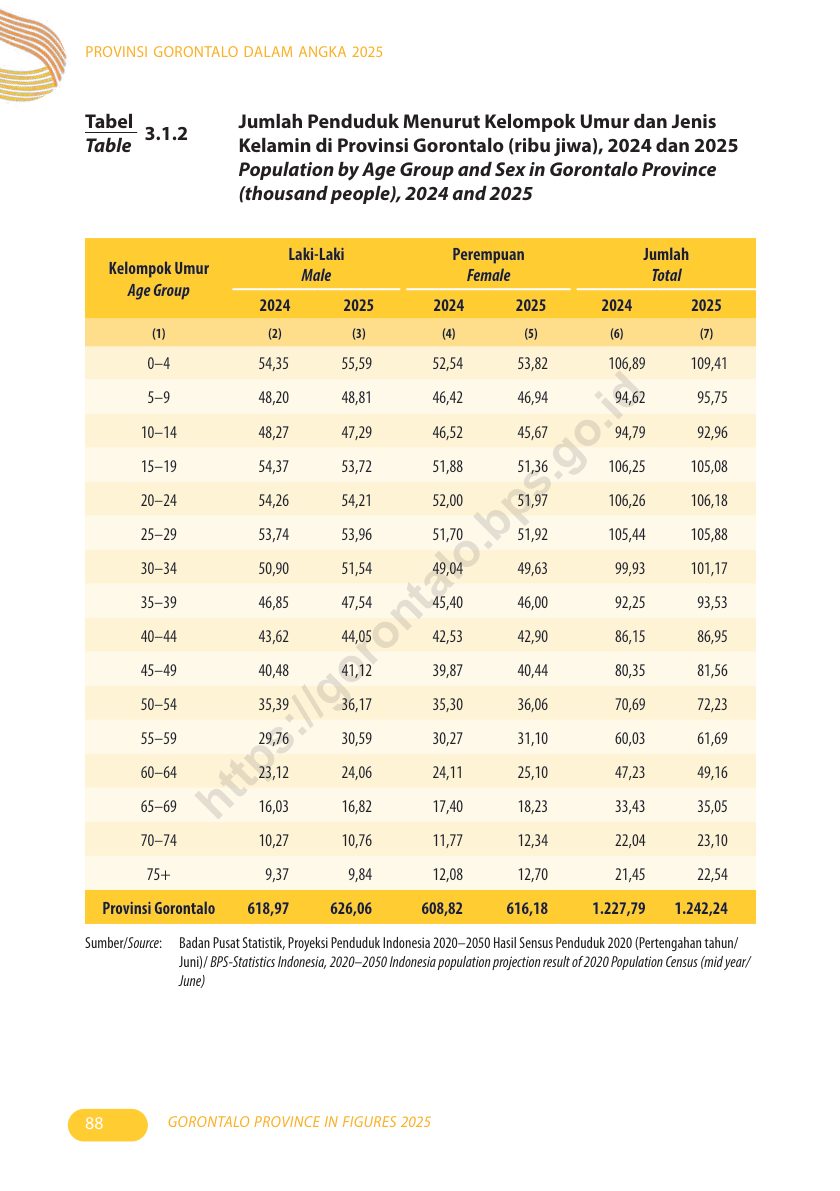 PROVINSI GORONTALO DALAM ANGKA 2025
Tabel
Table
3.1.2
Jumlah Penduduk Menurut Kelompok Umur dan Jenis
Kelamin di Provinsi Gorontalo (ribu jiwa), 2024 dan 2025
Population by Age Group and Sex in Gorontalo Province
(thousand people), 2024 and 2025
Kelompok Umur
Age Group
Laki-Laki Perempuan Jumlah
Male Female Total
2024 2025 2024 2025 2024 2025
(1) (2) (3) (4) (5) (6) (7)
0–4 54,35 55,59 52,54 53,82 106,89 109,41
5–9 48,20 48,81 46,42 46,94 94,62 95,75
10–14 48,27 47,29 46,52 45,67 94,79 92,96
15–19 54,37 53,72 51,88 51,36 106,25 105,08
20–24 54,26 54,21 52,00 51,97 106,26 106,18
25–29 53,74 53,96 51,70 51,92 105,44 105,88
30–34 50,90 51,54 49,04 49,63 99,93 101,17
35–39 46,85 47,54 45,40 46,00 92,25 93,53
40–44 43,62 44,05 42,53 42,90 86,15 86,95
45–49 40,48 41,12 39,87 40,44 80,35 81,56
50–54 35,39 36,17 35,30 36,06 70,69 72,23
55–59 29,76 30,59 30,27 31,10 60,03 61,69
60–64 23,12 24,06 24,11 25,10 47,23 49,16
65–69 16,03 16,82 17,40 18,23 33,43 35,05
70–74 10,27 10,76 11,77 12,34 22,04 23,10
75+ 9,37 9,84 12,08 12,70 21,45 22,54
Provinsi Gorontalo 618,97 626,06 608,82 616,18 1.227,79 1.242,24
https://gorontalo.bps.go.id
Sumber/Source: Badan Pusat Statistik, Proyeksi Penduduk Indonesia 2020–2050 Hasil Sensus Penduduk 2020 (Pertengahan tahun/
Juni)/ BPS-Statistics Indonesia, 2020–2050 Indonesia population projection result of 2020 Population Census (mid year/
June)
88 GORONTALO PROVINCE IN FIGURES 2025